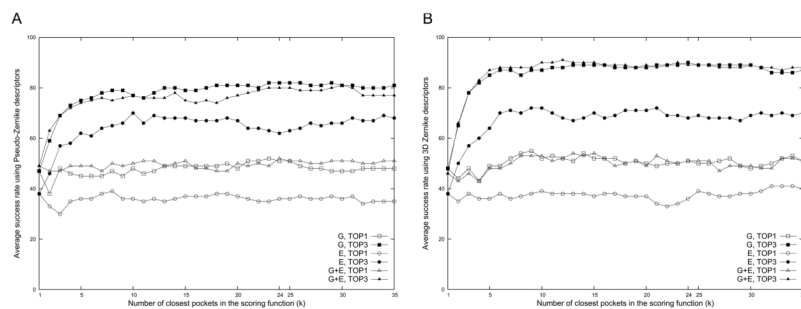 A
Average success rate using Pseudo-Zernike descriptors
100
80
60
40
20
0
1
5
10
15
20
24
25
30
35
G, TOP1
G, TOP3
E, TOP1
E, TOP3
G+E, TOP1
G+E, TOP3
Number of closest pockets in the scoring function (k)
B
Average success rate using 3D Zernike descriptors
100
80
60
40
20
0
1
5
10
15
20
24
25
30
G, TOP1
G, TOP3
E, TOP1
E, TOP3
G+E, TOP1
G+E, TOP3
Number of closest pockets in the scoring function (k)